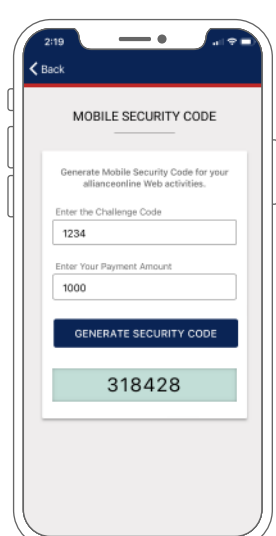 2:19
Back
MOBILE SECURITY CODE
Generate Mobile Security Code for your
allianceonline Web activities.
Enter the Challenge Code
1234
Enter Your Payment Amount
1000
GENERATE SECURITY CODE
318428